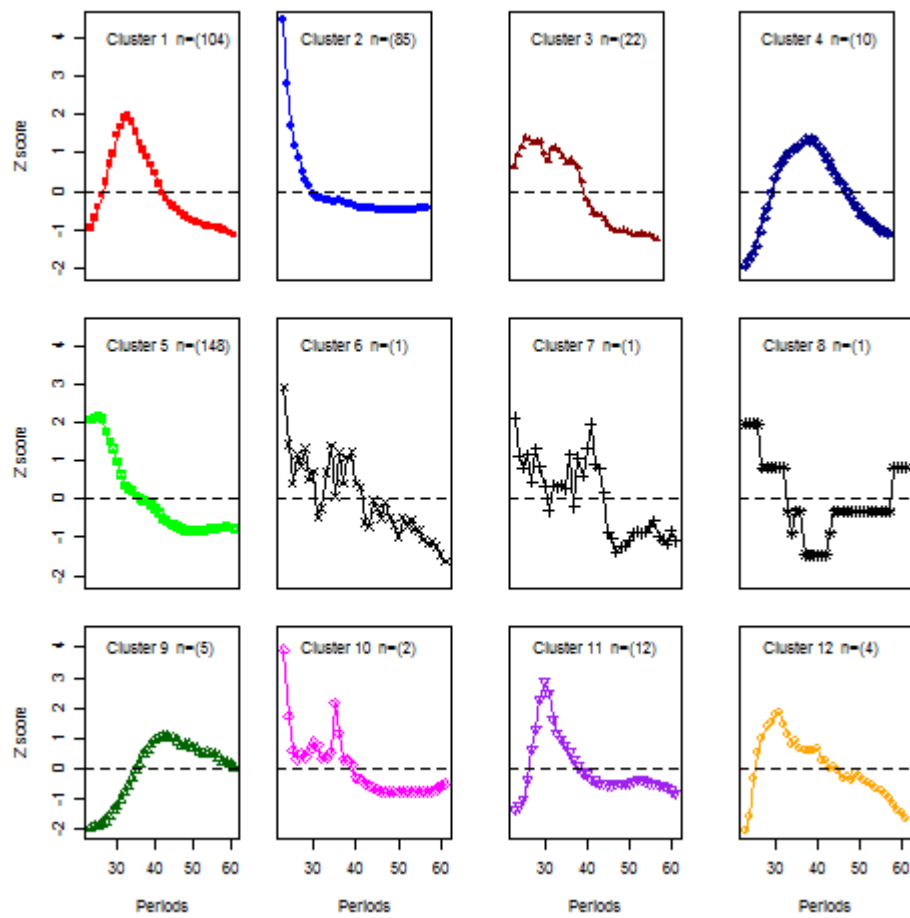 Cluster 1 n=(104)
Cluster 2 n=(85)
Cluster 3 n=(22)
Cluster 4 n=(10)
Z score
4
3
2
1
0
-1
-2
Cluster 5 n=(148)
Cluster 6 n=(1)
Cluster 7 n=(1)
Cluster 8 n=(1)
Z score
4
3
2
1
0
-1
-2
Cluster 9 n=(5)
Cluster 10 n=(2)
Cluster 11 n=(12)
Cluster 12 n=(4)
Z score
4
3
2
1
0
-1
-2
30 40 50 60
30 40 50 60
30 40 50 60
30 40 50 60
Periods
Periods
Periods
Periods